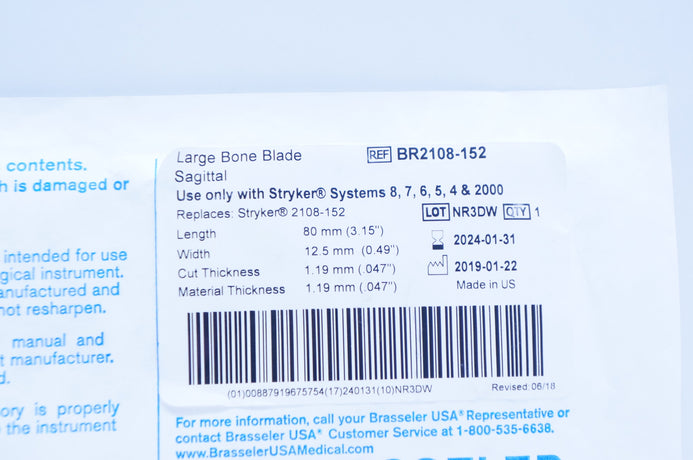 contents.
h is damaged or
intended for use
gical instrument.
anufactured and
not resharpen.
manual and
t manufacturer.
d.
ory is properly
the instrument
Large Bone Blade
REF BR2108-152
Sagittal
Use only with Stryker® Systems 8, 7, 6, 5, 4 & 2000
Replaces: Stryker® 2108-152
LOT NR3DW QTY 1
Length 80 mm (3.15")
2024-01-31
Width 12.5 mm (0.49")
Cut Thickness 1.19 mm (.047")
2019-01-22
Material Thickness 1.19 mm (.047")
Made in US
(01)00887919675754(17)240131(10)NR3DW
Revised: 06/18
For more information, call your Brasseler USA® Representative or
contact Brasseler USA® Customer Service at 1-800-535-6638.
www.BrasselerUSAMedical.com